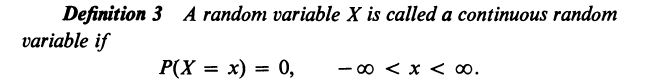 Definition 3 A random variable X is called a continuous random
variable if
P(X = x) = 0, −∞ < x < ∞.